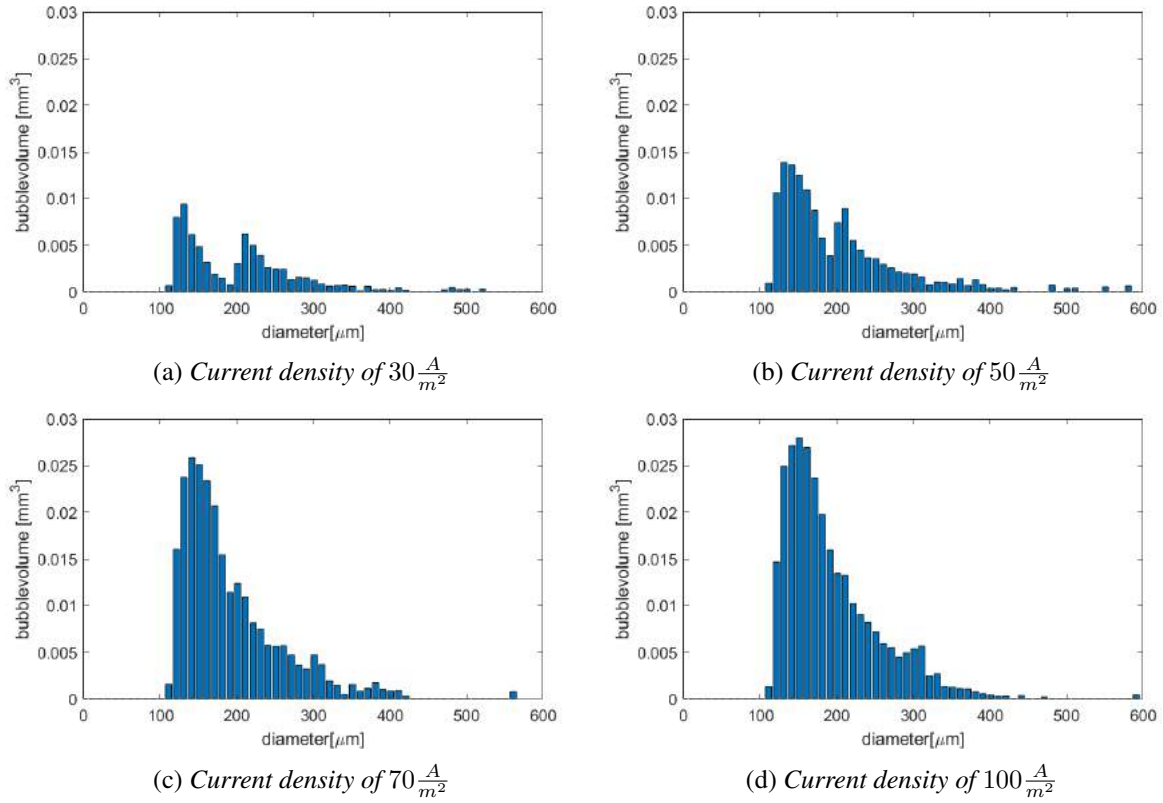 0.03
0.025
0.02
0.015
0.01
0.005
0
bubblevolume [mm³]
0 100 200 300 400 500 600
diameter[μm]
(a) Current density of 30 A/m²
0.03
0.025
0.02
0.015
0.01
0.005
0
bubblevolume [mm³]
0 100 200 300 400 500 600
diameter[μm]
(b) Current density of 50 A/m²
0.03
0.025
0.02
0.015
0.01
0.005
0
bubblevolume [mm³]
0 100 200 300 400 500 600
diameter[μm]
(c) Current density of 70 A/m²
0.03
0.025
0.02
0.015
0.01
0.005
0
bubblevolume [mm³]
0 100 200 300 400 500 600
diameter[μm]
(d) Current density of 100 A/m²